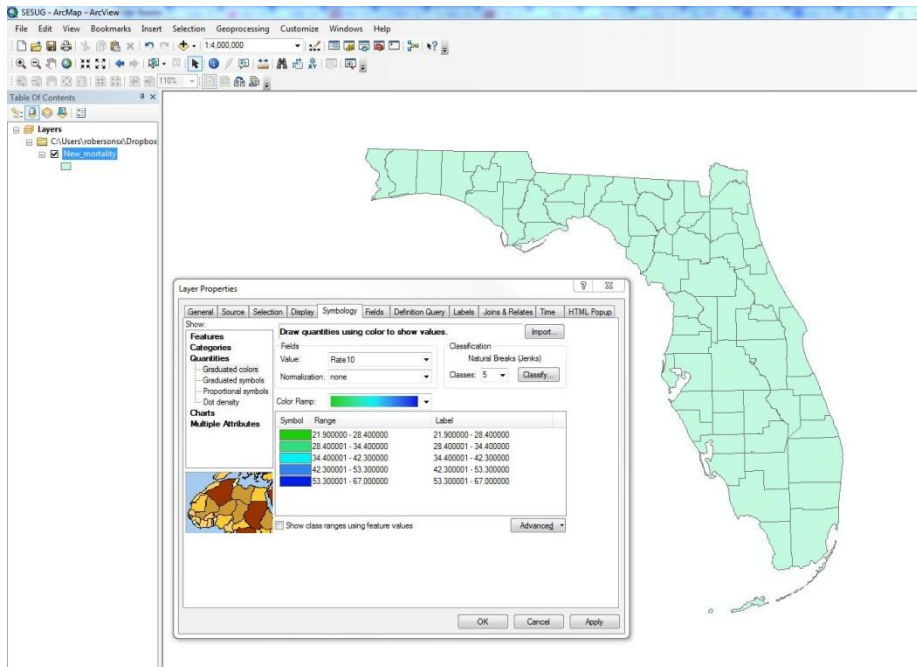 SESUG - ArcMap - ArcView
File Edit View Bookmarks Insert Selection Geoprocessing Customize Windows Help
1:4,000,000
110%
Table Of Contents
Layers
C:\Users\robersonsx\Dropbox
New_mortality
Layer Properties
General Source Selection Display Symbology Fields Definition Query Labels Joins & Relates Time HTML Popup
Show:
Features
Categories
Quantities
Graduated colors
Graduated symbols
Proportional symbols
Dot density
Charts
Multiple Attributes
Draw quantities using color to show values.
Import...
Fields
Value: Rate10
Normalization: none
Classification
Natural Breaks (Jenks)
Classes: 5 Classify...
Color Ramp:
Symbol Range Label
21.900000 - 28.400000 21.900000 - 28.400000
28.400001 - 34.400000 28.400001 - 34.400000
34.400001 - 42.300000 34.400001 - 42.300000
42.300001 - 53.300000 42.300001 - 53.300000
53.300001 - 67.000000 53.300001 - 67.000000
Show class ranges using feature values
Advanced
OK Cancel Apply